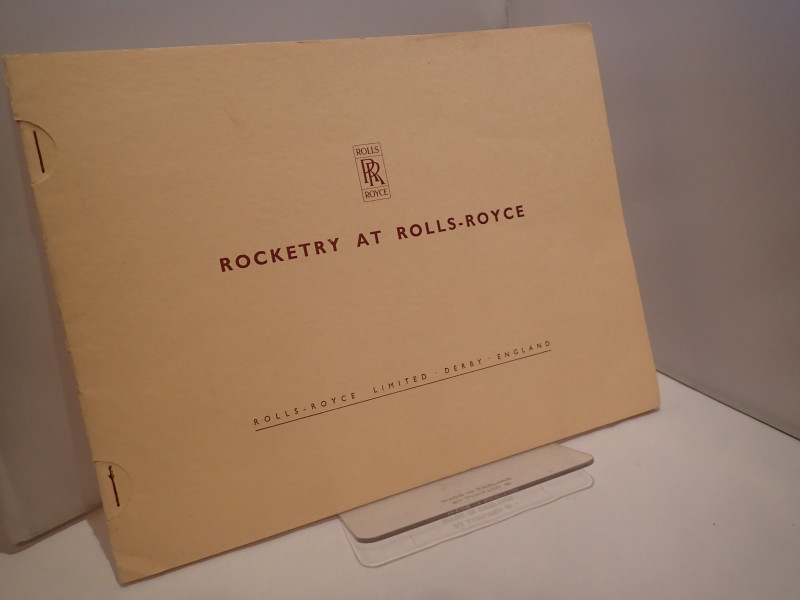 ROLLS
RR
ROYCE
ROCKETRY AT ROLLS-ROYCE
ROLLS-ROYCE LIMITED · DERBY · ENGLAND